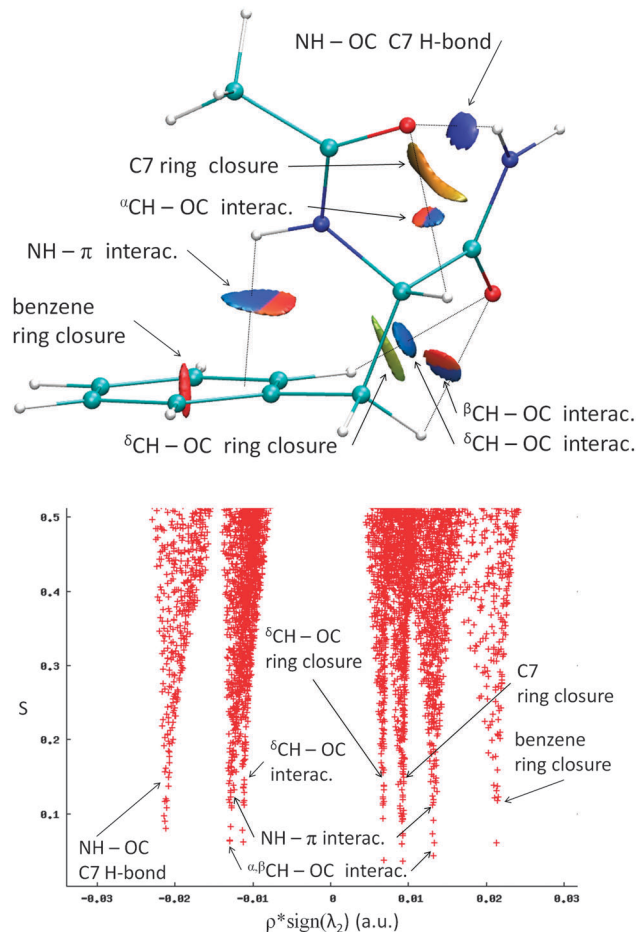 NH – OC C7 H-bond
C7 ring closure
αCH – OC interac.
NH – π interac.
benzene
ring closure
βCH – OC interac.
δCH – OC ring closure
δCH – OC interac.
0.5
0.4
δCH – OC
ring closure
0.3
C7
ring closure
S
0.2
δCH – OC
interac.
benzene
ring closure
0.1
NH – π interac.
NH – OC
C7 H-bond
α,βCH – OC interac.
-0.03
-0.02
-0.01
0
0.01
0.02
0.03
ρ*sign(λ2) (a.u.)